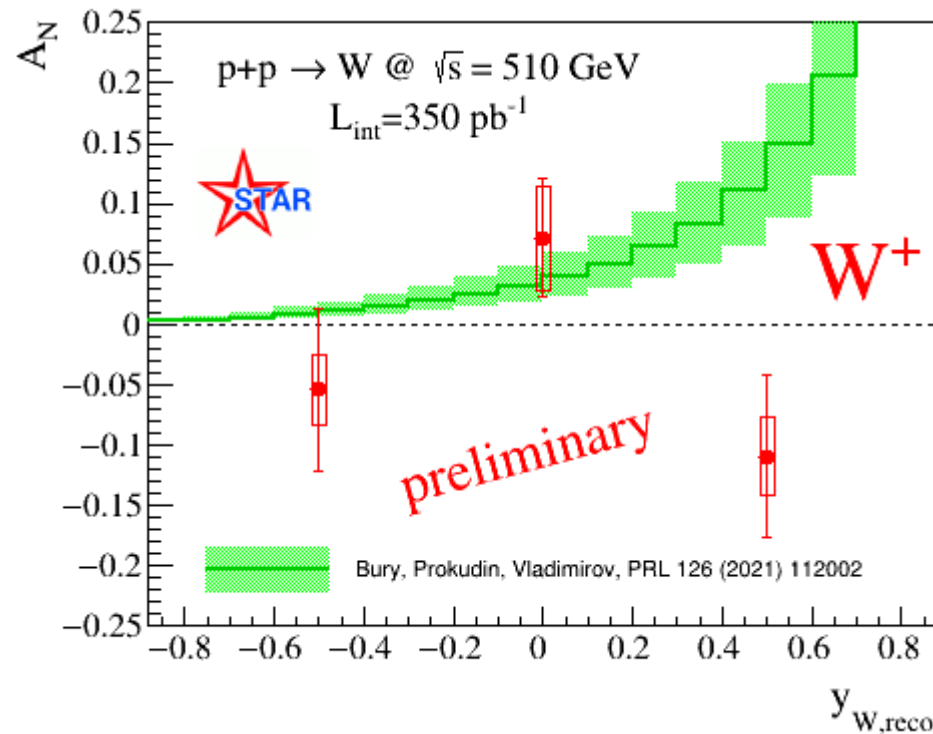 A_N
0.25
0.2
0.15
0.1
0.05
0
−0.05
−0.1
−0.15
−0.2
−0.25
p+p → W @ √s = 510 GeV
L_int=350 pb^-1
STAR
W^+
preliminary
Bury, Prokudin, Vladimirov, PRL 126 (2021) 112002
−0.8 −0.6 −0.4 −0.2 0 0.2 0.4 0.6 0.8
y_W,reco